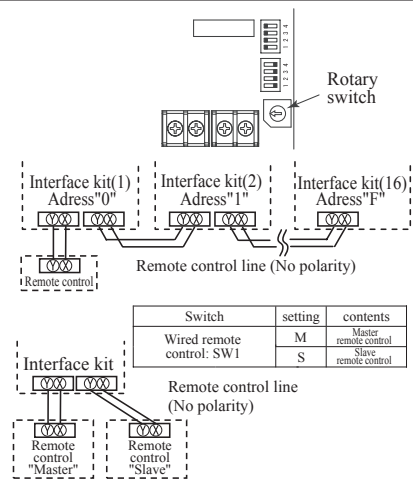 1 2 3 4
1 2 3 4
Rotary
switch
Interface kit(1)
Adress"0"
Interface kit(2)
Adress"1"
Interface kit(16)
Adress"F"
Y X
Y X
Y X
Y X
Y X
Y X
Remote control
Remote control line (No polarity)
Switch setting contents
Wired remote
control: SW1
M Master
remote control
S Slave
remote control
Interface kit
Y X
Y X
Remote control line
(No polarity)
Y X
Y X
Remote
control
"Master"
Remote
control
"Slave"